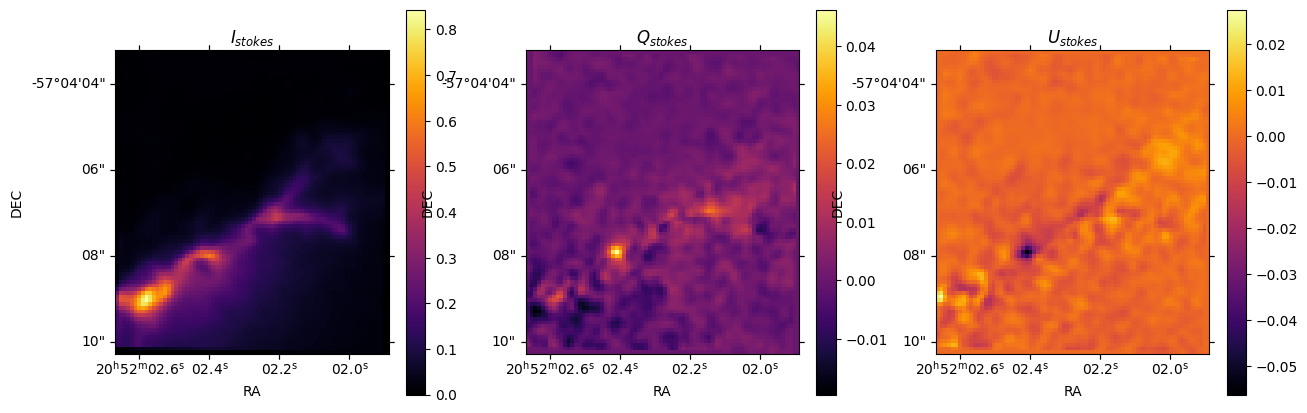 I_stokes
-57°04'04"
06"
08"
10"
DEC
20ʰ52ᵐ02.6ˢ 02.4ˢ 02.2ˢ 02.0ˢ
RA
0.8
0.7
0.6
0.5
0.4
0.3
0.2
0.1
0.0
Q_stokes
-57°04'04"
06"
08"
10"
DEC
20ʰ52ᵐ02.6ˢ 02.4ˢ 02.2ˢ 02.0ˢ
RA
0.04
0.03
0.02
0.01
0.00
−0.01
U_stokes
-57°04'04"
06"
08"
10"
DEC
20ʰ52ᵐ02.6ˢ 02.4ˢ 02.2ˢ 02.0ˢ
RA
0.02
0.01
0.00
−0.01
−0.02
−0.03
−0.04
−0.05